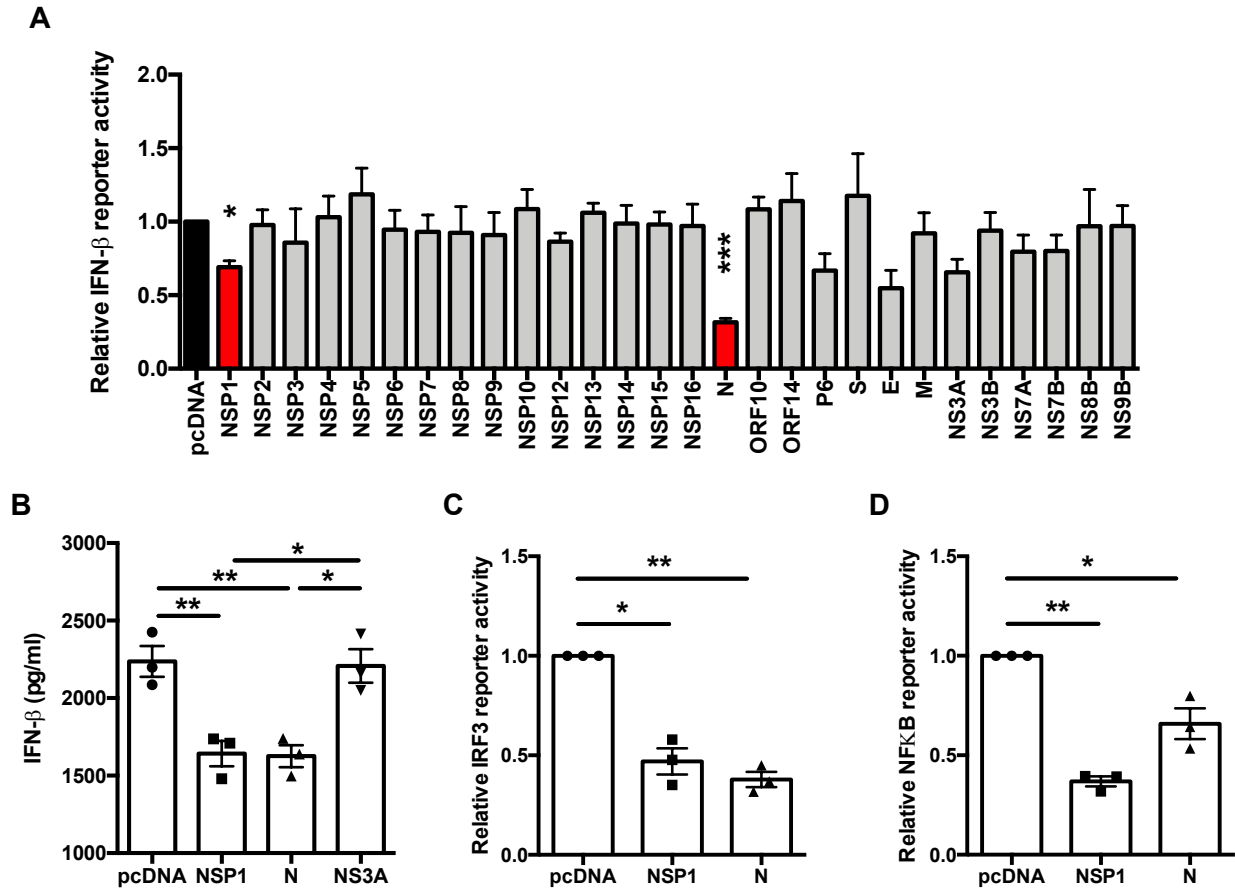 A
Relative IFN-β reporter activity
2.0
1.5
1.0
0.5
0.0
*
***
pcDNA
NSP1
NSP2
NSP3
NSP4
NSP5
NSP6
NSP7
NSP8
NSP9
NSP10
NSP12
NSP13
NSP14
NSP15
NSP16
N
ORF10
ORF14
P6
S
E
M
NS3A
NS3B
NS7A
NS7B
NS8B
NS9B
B
IFN-β (pg/ml)
3000
2500
2000
1500
1000
*
** *
**
pcDNA NSP1 N NS3A
C
Relative IRF3 reporter activity
1.5
1.0
0.5
0.0
**
*
pcDNA NSP1 N
D
Relative NFκB reporter activity
1.5
1.0
0.5
0.0
*
**
pcDNA NSP1 N